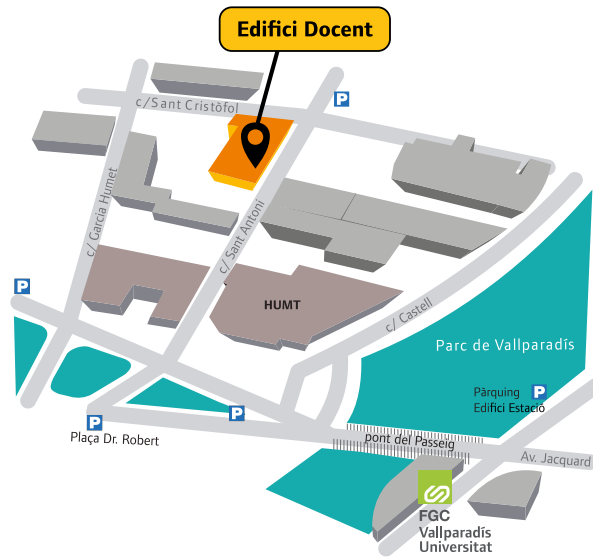 Edifici Docent
P
c/Sant Cristòfol
c/ Garcia Humet
c/ Sant Antoni
P
HUMT
c/ Castell
Parc de Vallparadís
Pàrquing P
Edifici Estació
P
P
Plaça Dr. Robert
pont del Passeig
Av. Jacquard
FGC
Vallparadís
Universitat